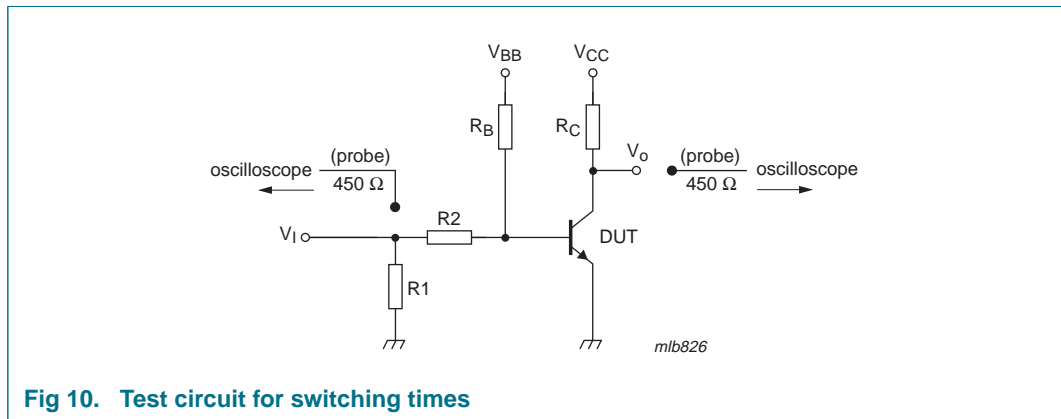 VBB VCC
RB RC
(probe) Vo (probe)
oscilloscope 450 Ω 450 Ω oscilloscope
R2
VI DUT
R1
mlb826
Fig 10. Test circuit for switching times